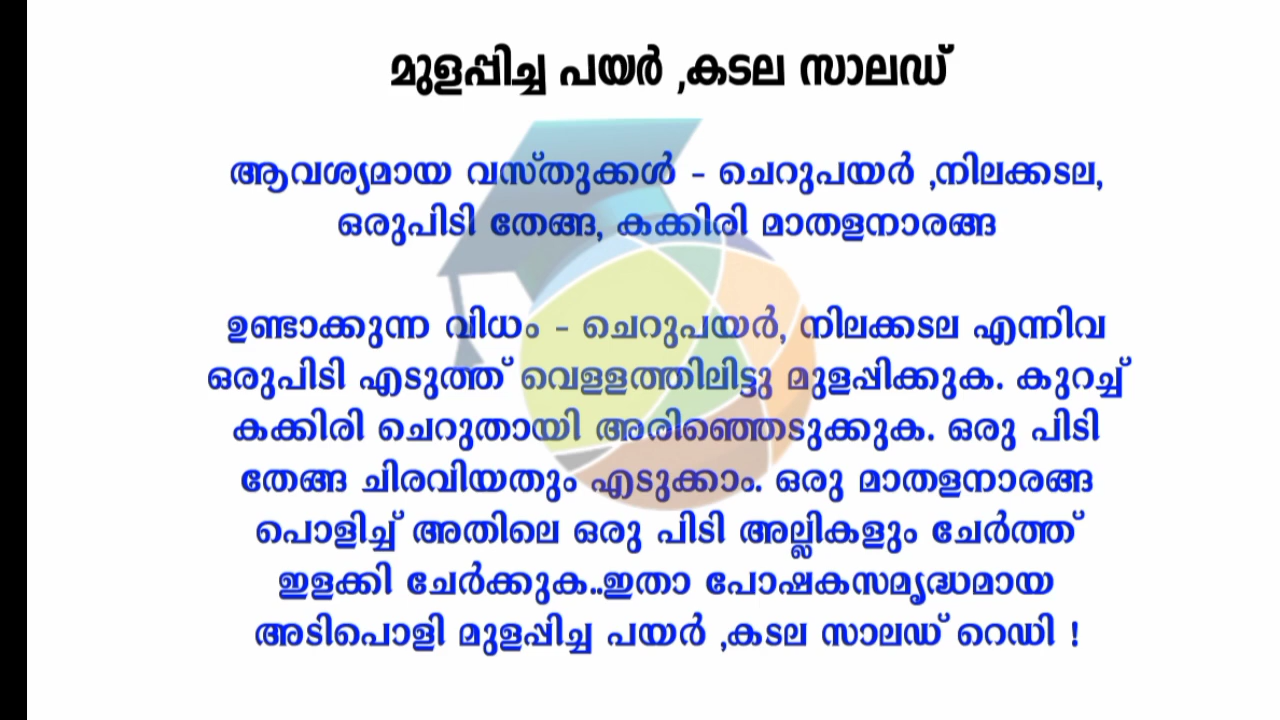 മുളപ്പിച്ച പയർ ,കടല സാലഡ്
ആവശ്യമായ വസ്തുക്കൾ - ചെറുപയർ ,നിലക്കടല,
ഒരുപിടി തേങ്ങ, കക്കിരി മാതളനാരങ്ങ
ഉണ്ടാക്കുന്ന വിധം - ചെറുപയർ, നിലക്കടല എന്നിവ
ഒരുപിടി എടുത്ത് വെളളത്തിലിട്ടു മുളപ്പിക്കുക. കുറച്ച്
കക്കിരി ചെറുതായി അരിഞ്ഞെടുക്കുക. ഒരു പിടി
തേങ്ങ ചിരവിയതും എടുക്കാം. ഒരു മാതളനാരങ്ങ
പൊളിച്ച് അതിലെ ഒരു പിടി അല്ലികളും ചേർത്ത്
ഇളക്കി ചേർക്കുക..ഇതാ പോഷകസമൃദ്ധമായ
അടിപൊളി മുളപ്പിച്ച പയർ ,കടല സാലഡ് റെഡി !